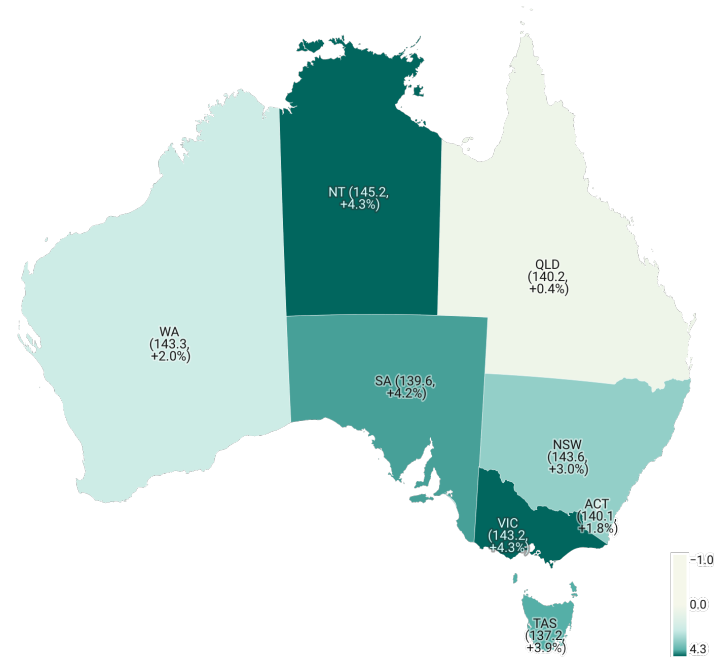 NT (145.2,
+4.3%)
QLD
(140.2,
+0.4%)
WA
(143.3,
+2.0%)
SA (139.6,
+4.2%)
NSW
(143.6,
+3.0%)
ACT
(140.1,
+1.8%)
VIC
(143.2,
+4.3%)
−1.0
0.0
4.3
TAS
(137.2,
+3.9%)